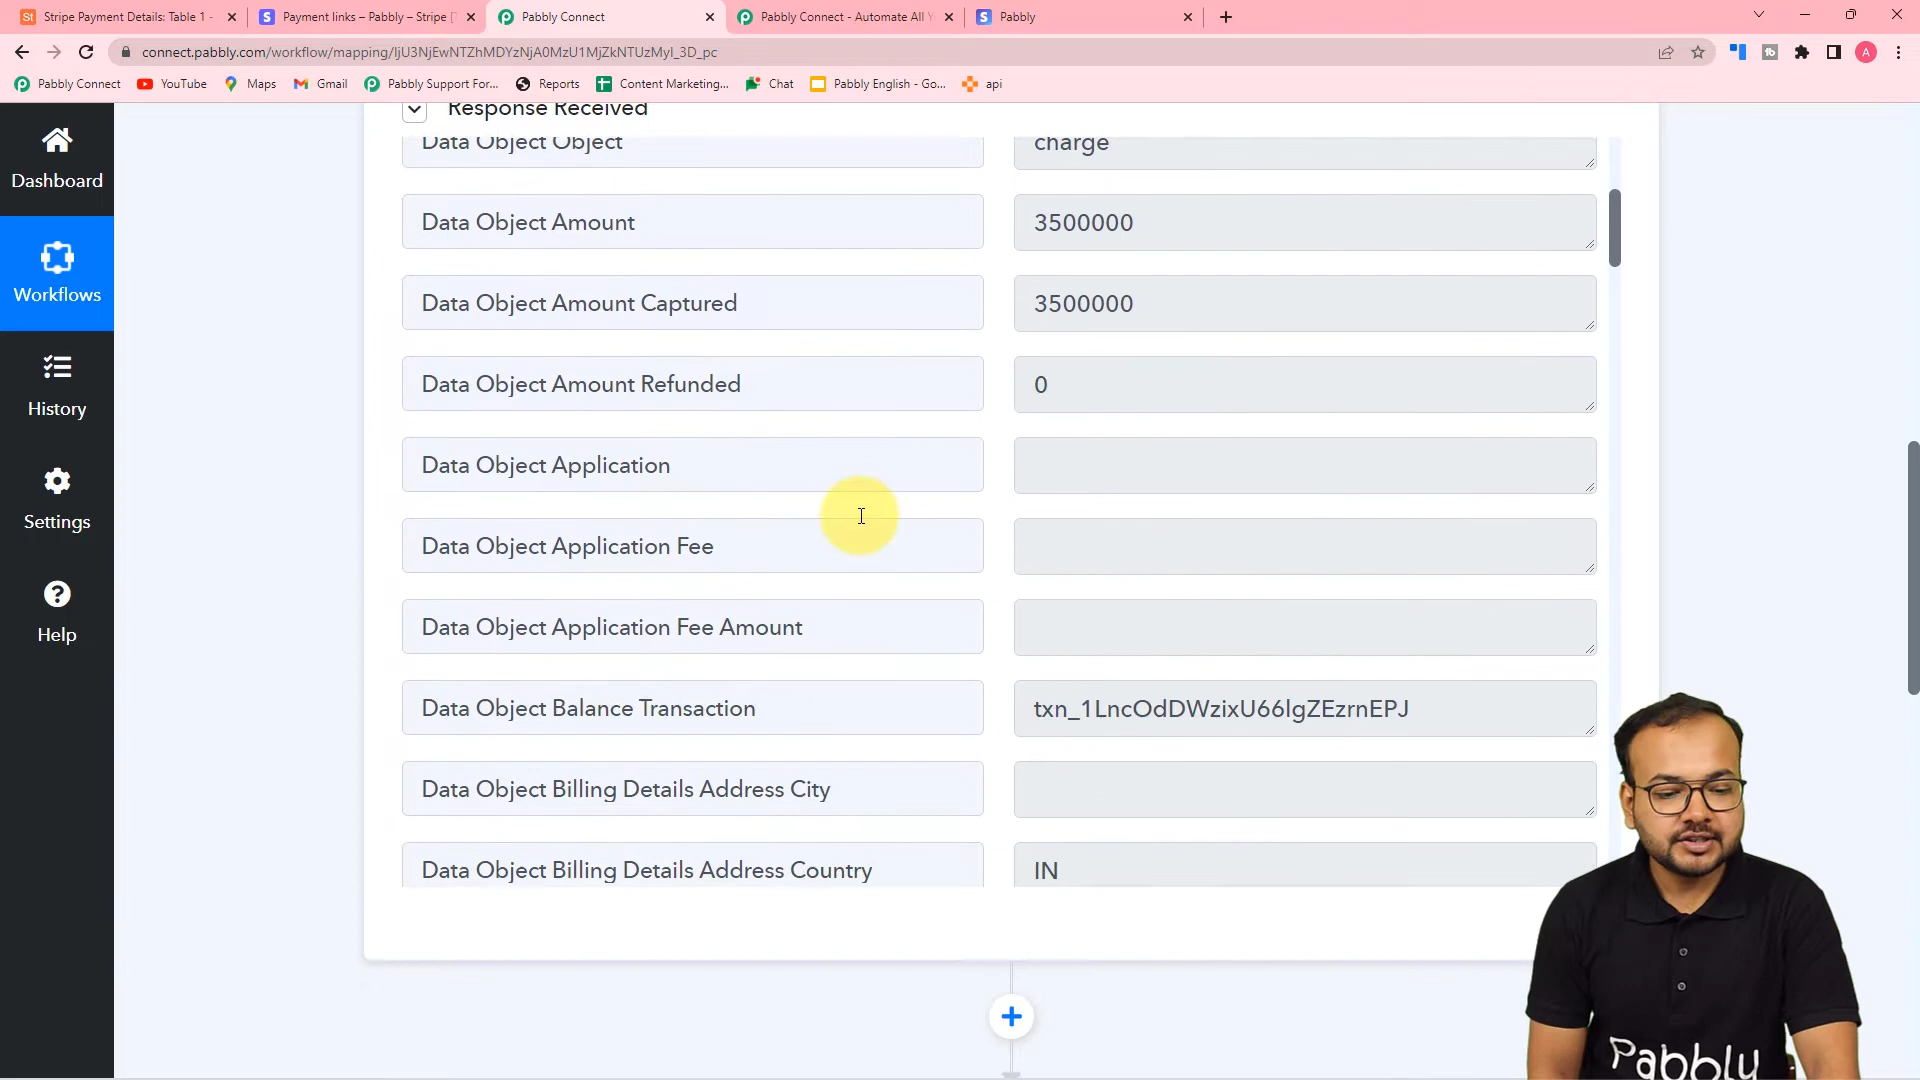 Stripe Payment Details: Table 1 -
Payment links – Pabbly – Stripe [T
Pabbly Connect
Pabbly Connect - Automate All Y
Pabbly
connect.pabbly.com/workflow/mapping/IjU3NjEwNTZhMDYzNjA0MzU1MjZkNTUzMyI_3D_pc
A
Pabbly Connect
YouTube
Maps
Gmail
Pabbly Support For...
Reports
Content Marketing...
Chat
Pabbly English - Go...
api
Dashboard
Workflows
History
Settings
Help
Response Received
Data Object Object
charge
Data Object Amount
3500000
Data Object Amount Captured
3500000
Data Object Amount Refunded
0
Data Object Application
Data Object Application Fee
Data Object Application Fee Amount
Data Object Balance Transaction
txn_1LncOdDWzixU66lgZEzrnEPJ
Data Object Billing Details Address City
Data Object Billing Details Address Country
IN
Pabbly